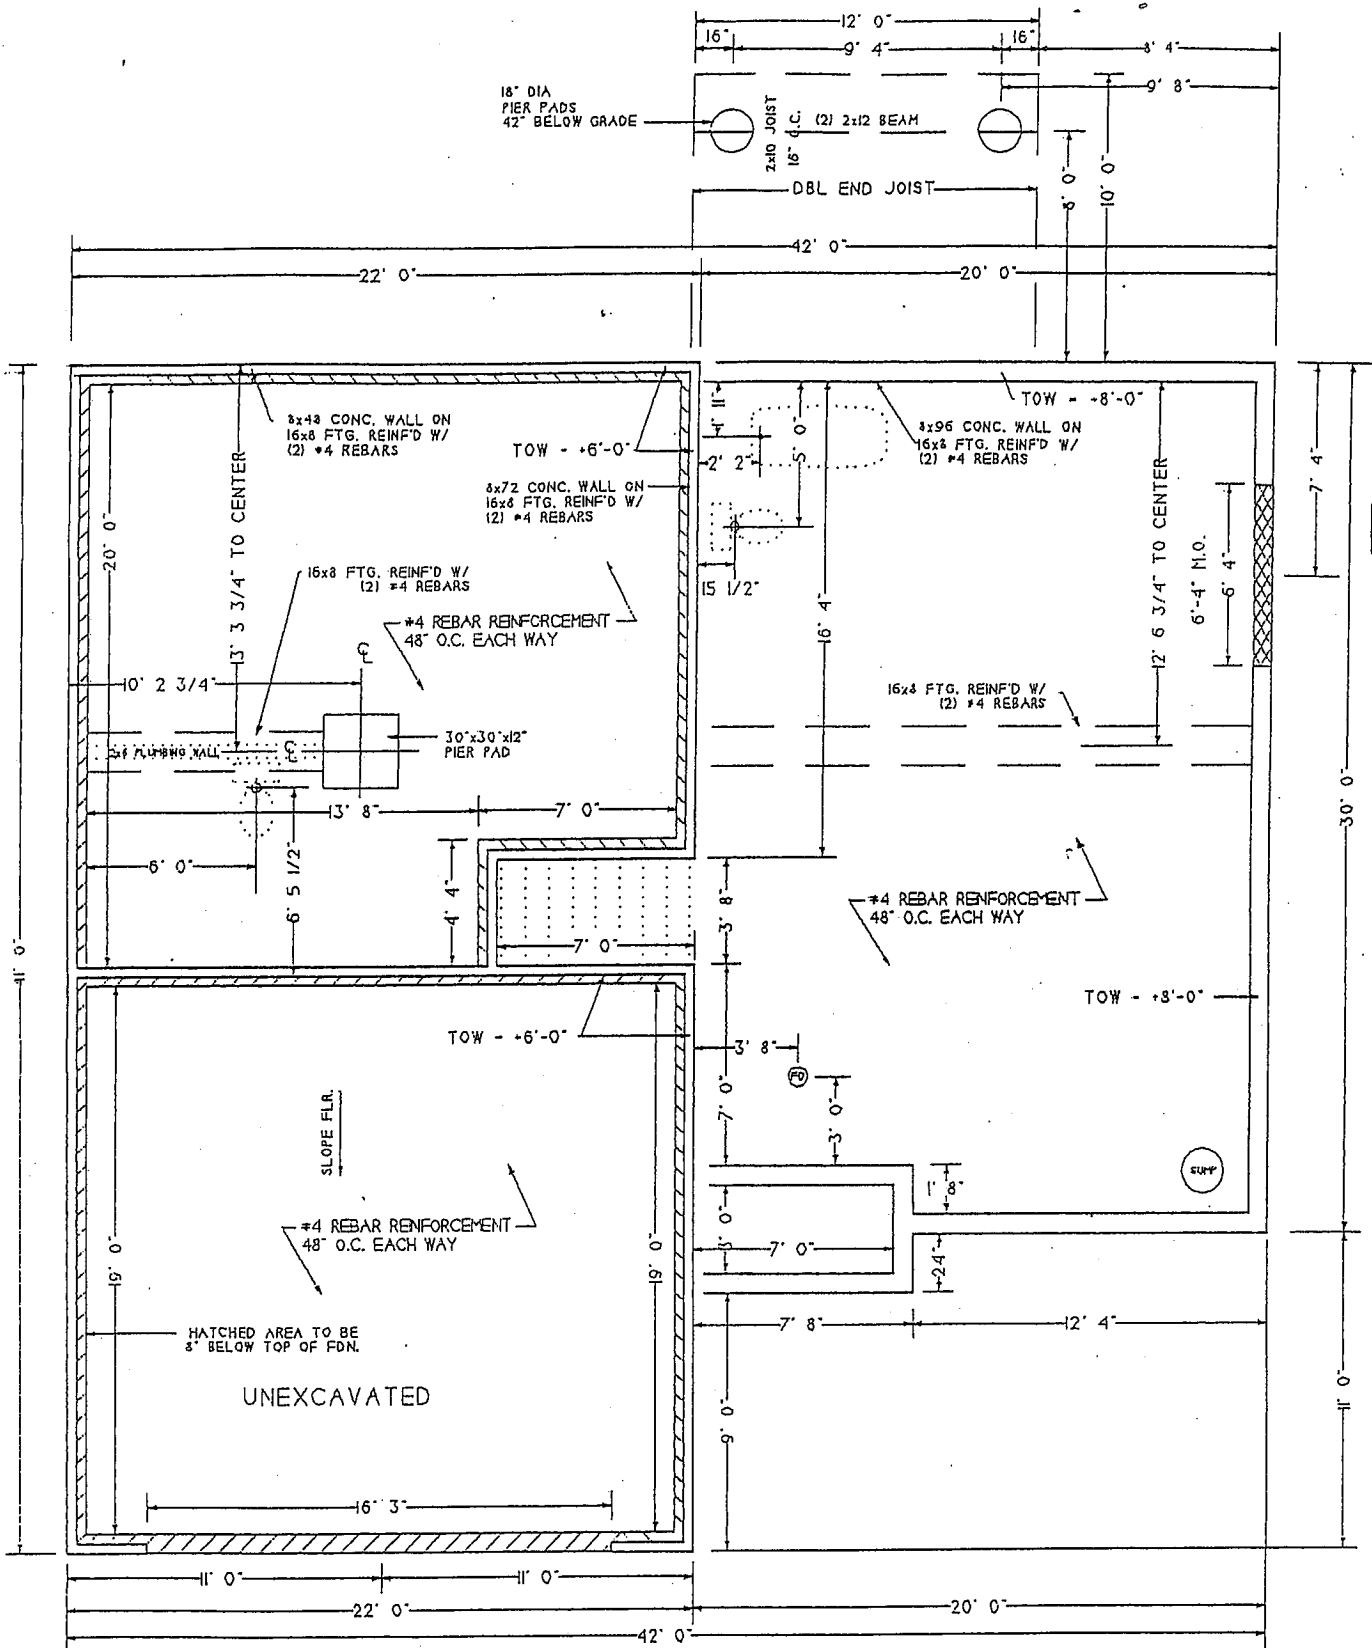 12' 0"
16"
9' 4"
16"
8' 4"
9' 8"
18" DIA
PIER PADS
42" BELOW GRADE
2x10 JOIST
16" O.C.
(2) 2x12 BEAM
DBL END JOIST
8' 0"
10' 0"
42' 0"
22' 0"
20' 0"
8x48 CONC. WALL ON
16x8 FTG. REINF'D W/
(2) #4 REBARS
TOW - +6'-0"
8x72 CONC. WALL ON
16x8 FTG. REINF'D W/
(2) #4 REBARS
20' 0"
13' 3 3/4" TO CENTER
16x8 FTG. REINF'D W/
(2) #4 REBARS
#4 REBAR REINFORCEMENT
48" O.C. EACH WAY
10' 2 3/4"
2x6 PLUMBING WALL
30"x30"x12"
PIER PAD
13' 8"
7' 0"
6' 0"
6' 5 1/2"
4' 4"
7' 0"
1' 11"
2' 2"
5' 0"
15 1/2"
16' 4"
TOW - +8'-0"
8x96 CONC. WALL ON
16x8 FTG. REINF'D W/
(2) #4 REBARS
12' 6 3/4" TO CENTER
6'-4" M.O.
6' 4"
7' 4"
16x8 FTG. REINF'D W/
(2) #4 REBARS
30' 0"
3' 8"
#4 REBAR RENFORCEMENT
48" O.C. EACH WAY
TOW - +8'-0"
41' 0"
TOW - +6'-0"
3' 8"
FD
7' 0"
3' 0"
SUMP
SLOPE FLR.
#4 REBAR RENFORCEMENT
48" O.C. EACH WAY
19' 0"
19' 0"
3' 0"
7' 0"
1' 8"
24"
7' 8"
12' 4"
HATCHED AREA TO BE
8" BELOW TOP OF FDN.
UNEXCAVATED
9' 0"
11' 0"
16' 3"
11' 0"
11' 0"
22' 0"
20' 0"
42' 0"